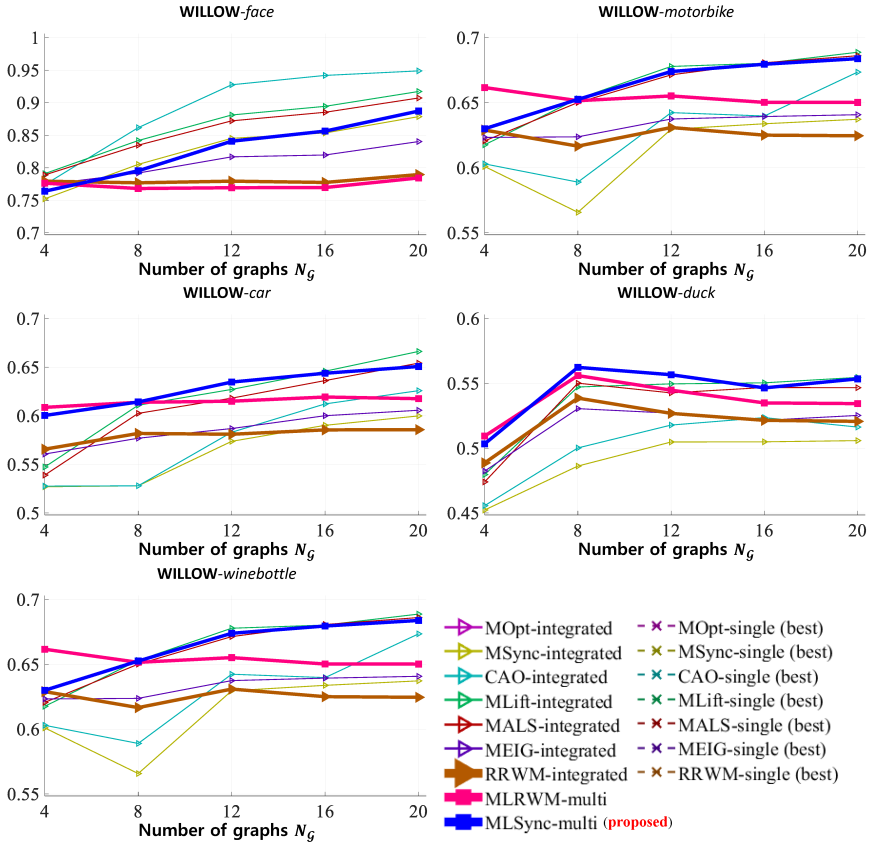 WILLOW-face
1
0.95
0.9
0.85
0.8
0.75
0.7
4 8 12 16 20
Number of graphs N𝒢
WILLOW-motorbike
0.7
0.65
0.6
0.55
4 8 12 16 20
Number of graphs N𝒢
WILLOW-car
0.7
0.65
0.6
0.55
0.5
4 8 12 16 20
Number of graphs N𝒢
WILLOW-duck
0.6
0.55
0.5
0.45
4 8 12 16 20
Number of graphs N𝒢
WILLOW-winebottle
0.7
0.65
0.6
0.55
4 8 12 16 20
Number of graphs N𝒢
MOpt-integrated
MSync-integrated
CAO-integrated
MLift-integrated
MALS-integrated
MEIG-integrated
RRWM-integrated
MLRWM-multi
MLSync-multi (proposed)
MOpt-single (best)
MSync-single (best)
CAO-single (best)
MLift-single (best)
MALS-single (best)
MEIG-single (best)
RRWM-single (best)